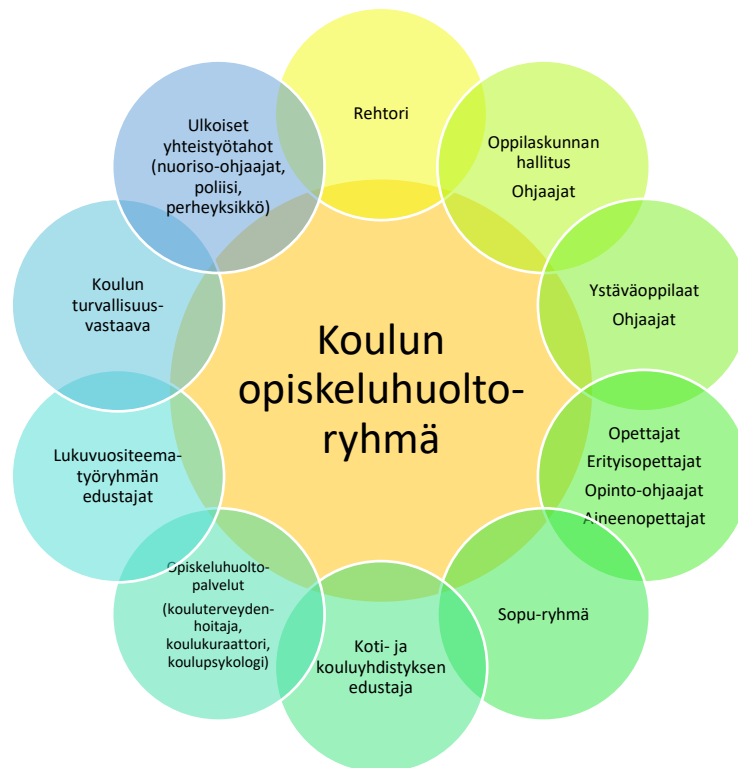 Rehtori
Oppilaskunnan
hallitus
Ohjaajat
Ystäväoppilaat
Ohjaajat
Opettajat
Erityisopettajat
Opinto-ohjaajat
Aineenopettajat
Sopu-ryhmä
Koti- ja
kouluyhdistyksen
edustaja
Opiskeluhuolto-
palvelut
(kouluterveyden-
hoitaja,
koulukuraattori,
koulupsykologi)
Lukuvuositeema-
työryhmän
edustajat
Koulun
turvallisuus-
vastaava
Ulkoiset
yhteistyötahot
(nuoriso-ohjaajat,
poliisi,
perheyksikkö)
Koulun
opiskeluhuolto-
ryhmä